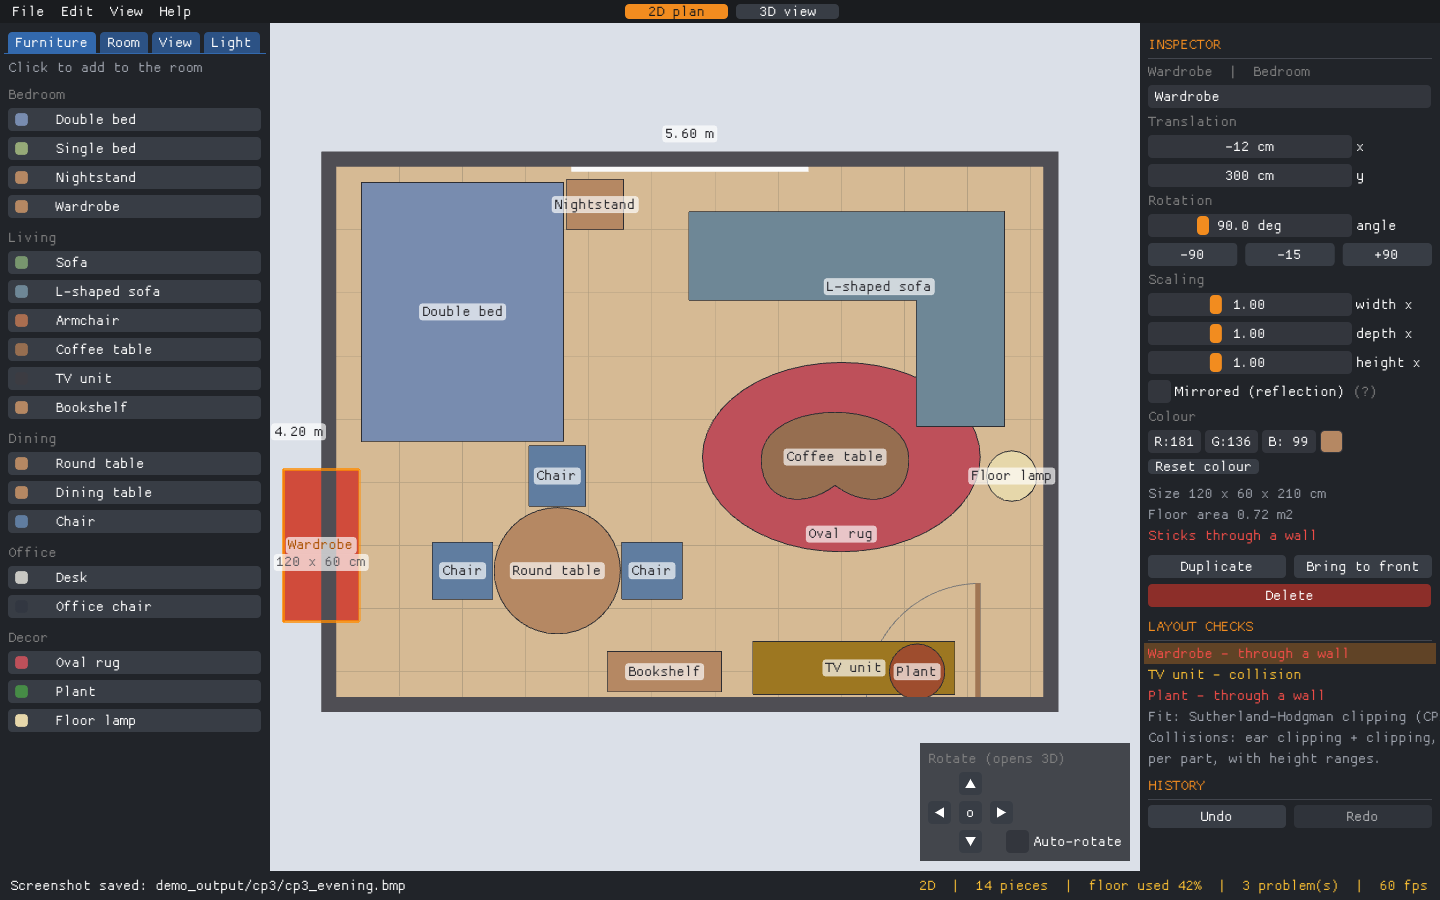 File Edit View Help
2D plan 3D view
Furniture Room View Light
Click to add to the room
Bedroom
Double bed
Single bed
Nightstand
Wardrobe
Living
Sofa
L-shaped sofa
Armchair
Coffee table
TV unit
Bookshelf
Dining
Round table
Dining table
Chair
Office
Desk
Office chair
Decor
Oval rug
Plant
Floor lamp
5.60 m
4.20 m
Nightstand
Double bed
L-shaped sofa
Coffee table
Floor lamp
Oval rug
Chair
Chair
Round table
Chair
Wardrobe
120 x 60 cm
Bookshelf
TV unit
Plant
Rotate (opens 3D)
o
Auto-rotate
INSPECTOR
Wardrobe | Bedroom
Wardrobe
Translation
-12 cm x
300 cm y
Rotation
90.0 deg angle
-90 -15 +90
Scaling
1.00 width x
1.00 depth x
1.00 height x
Mirrored (reflection) (?)
Colour
R:181 G:136 B: 99
Reset colour
Size 120 x 60 x 210 cm
Floor area 0.72 m2
Sticks through a wall
Duplicate Bring to front
Delete
LAYOUT CHECKS
Wardrobe - through a wall
TV unit - collision
Plant - through a wall
Fit: Sutherland-Hodgman clipping (CP
Collisions: ear clipping + clipping,
per part, with height ranges.
HISTORY
Undo Redo
Screenshot saved: demo_output/cp3/cp3_evening.bmp
2D | 14 pieces | floor used 42% | 3 problem(s) | 60 fps